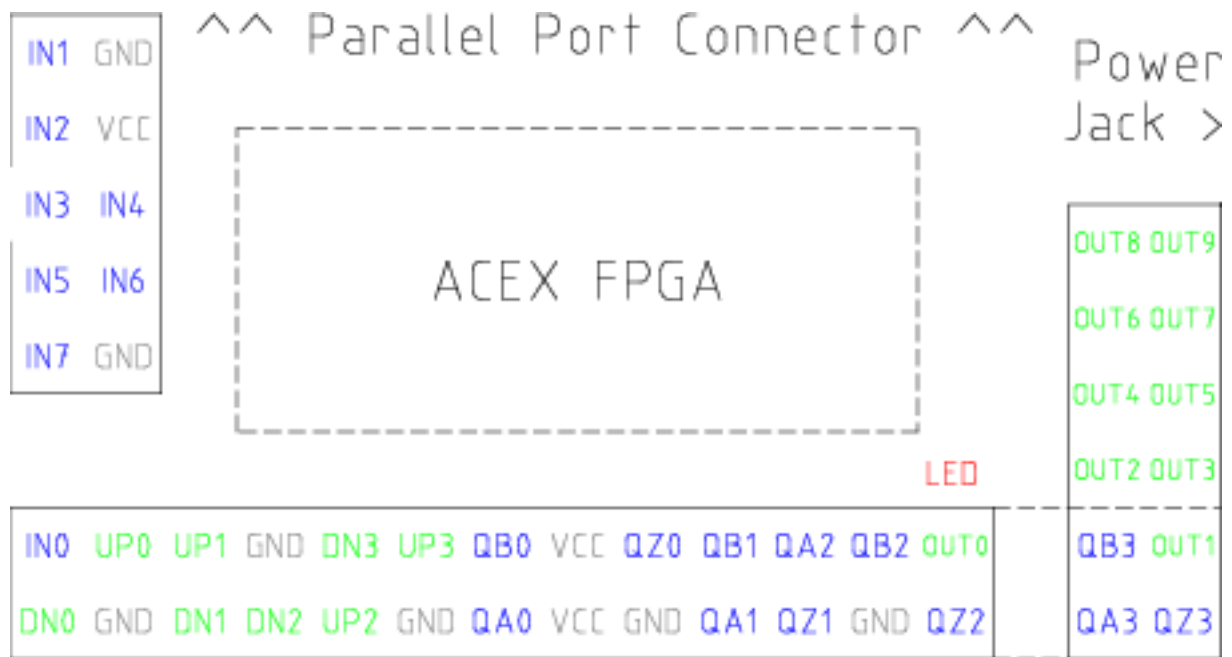 ^^ Parallel Port Connector ^^
Power
Jack >
IN1 GND
IN2 VCC
IN3 IN4
IN5 IN6
IN7 GND
ACEX FPGA
OUT8 OUT9
OUT6 OUT7
OUT4 OUT5
OUT2 OUT3
LED
IN0 UP0 UP1 GND DN3 UP3 QB0 VCC QZ0 QB1 QA2 QB2 OUT0 QB3 OUT1
DN0 GND DN1 DN2 UP2 GND QA0 VCC GND QA1 QZ1 GND QZ2 QA3 QZ3